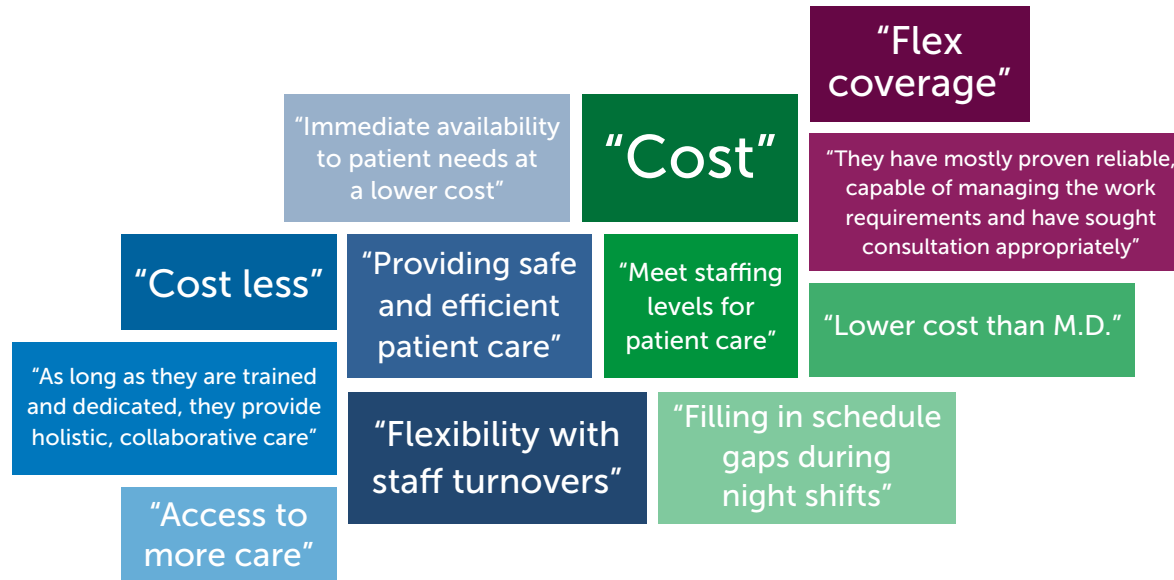 “Flex
coverage”
“Immediate availability
to patient needs at
a lower cost”
“Cost”
“They have mostly proven reliable,
capable of managing the work
requirements and have sought
consultation appropriately”
“Cost less”
“Providing safe
and efficient
patient care”
“Meet staffing
levels for
patient care”
“Lower cost than M.D.”
“As long as they are trained
and dedicated, they provide
holistic, collaborative care”
“Flexibility with
staff turnovers”
“Filling in schedule
gaps during
night shifts”
“Access to
more care”